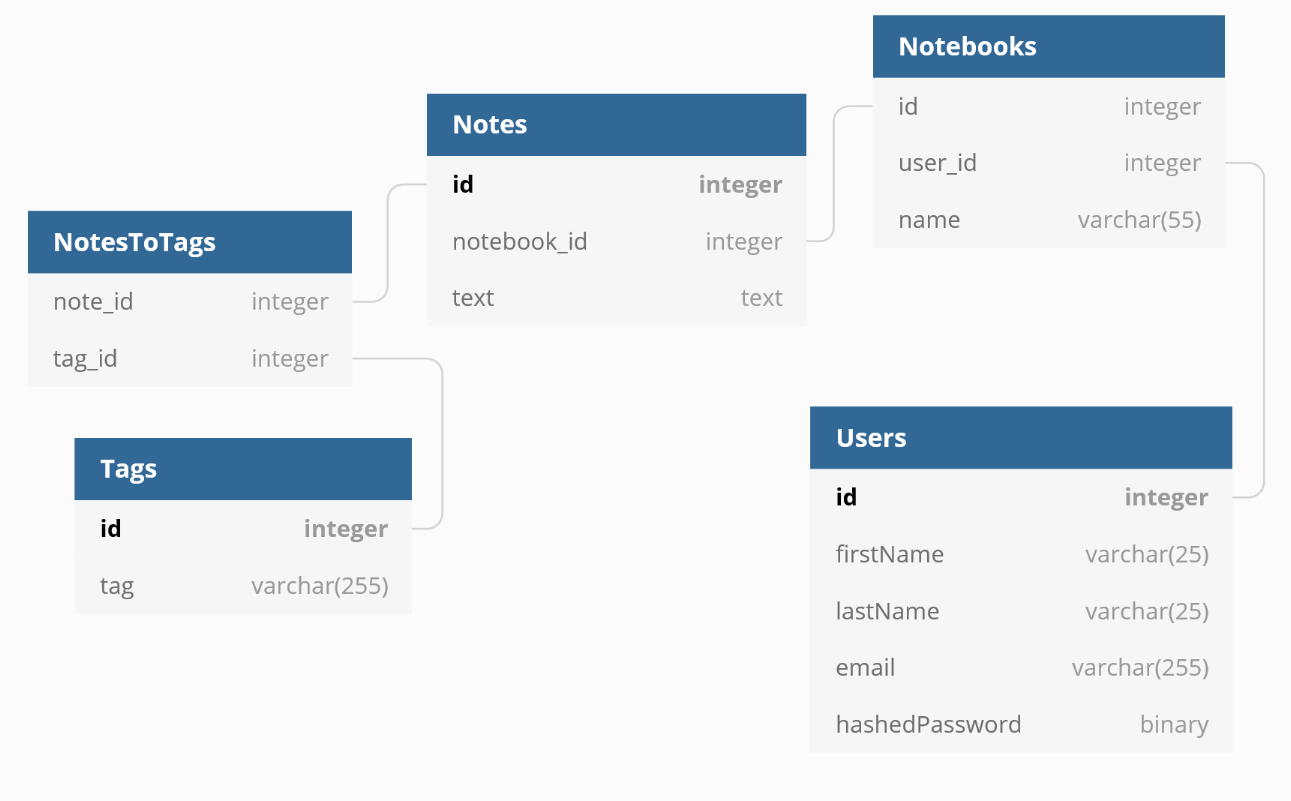 Notebooks
id integer
user_id integer
name varchar(55)
Notes
id integer
notebook_id integer
text text
NotesToTags
note_id integer
tag_id integer
Tags
id integer
tag varchar(255)
Users
id integer
firstName varchar(25)
lastName varchar(25)
email varchar(255)
hashedPassword binary